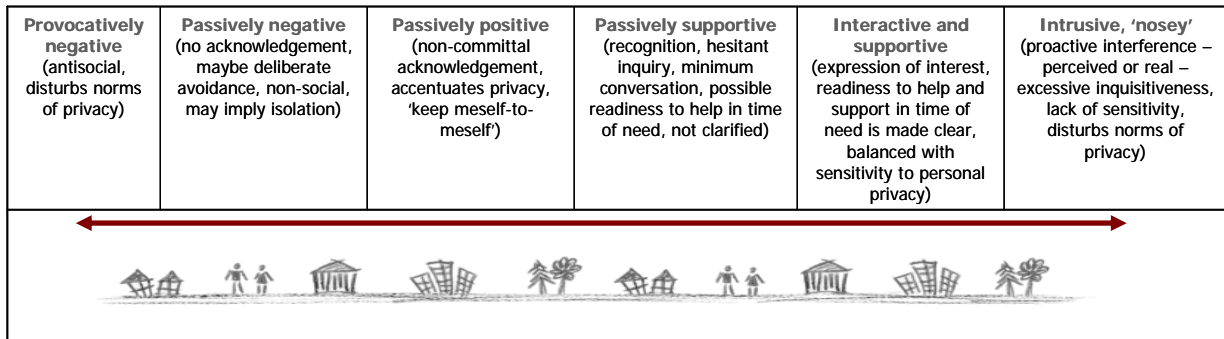 Provocatively
negative
(antisocial,
disturbs norms
of privacy)
Passively negative
(no acknowledgement,
maybe deliberate
avoidance, non-social,
may imply isolation)
Passively positive
(non-committal
acknowledgement,
accentuates privacy,
‘keep meself-to-
meself’)
Passively supportive
(recognition, hesitant
inquiry, minimum
conversation, possible
readiness to help in time
of need, not clarified)
Interactive and
supportive
(expression of interest,
readiness to help and
support in time of
need is made clear,
balanced with
sensitivity to personal
privacy)
Intrusive, ‘nosey’
(proactive interference –
perceived or real –
excessive inquisitiveness,
lack of sensitivity,
disturbs norms of
privacy)